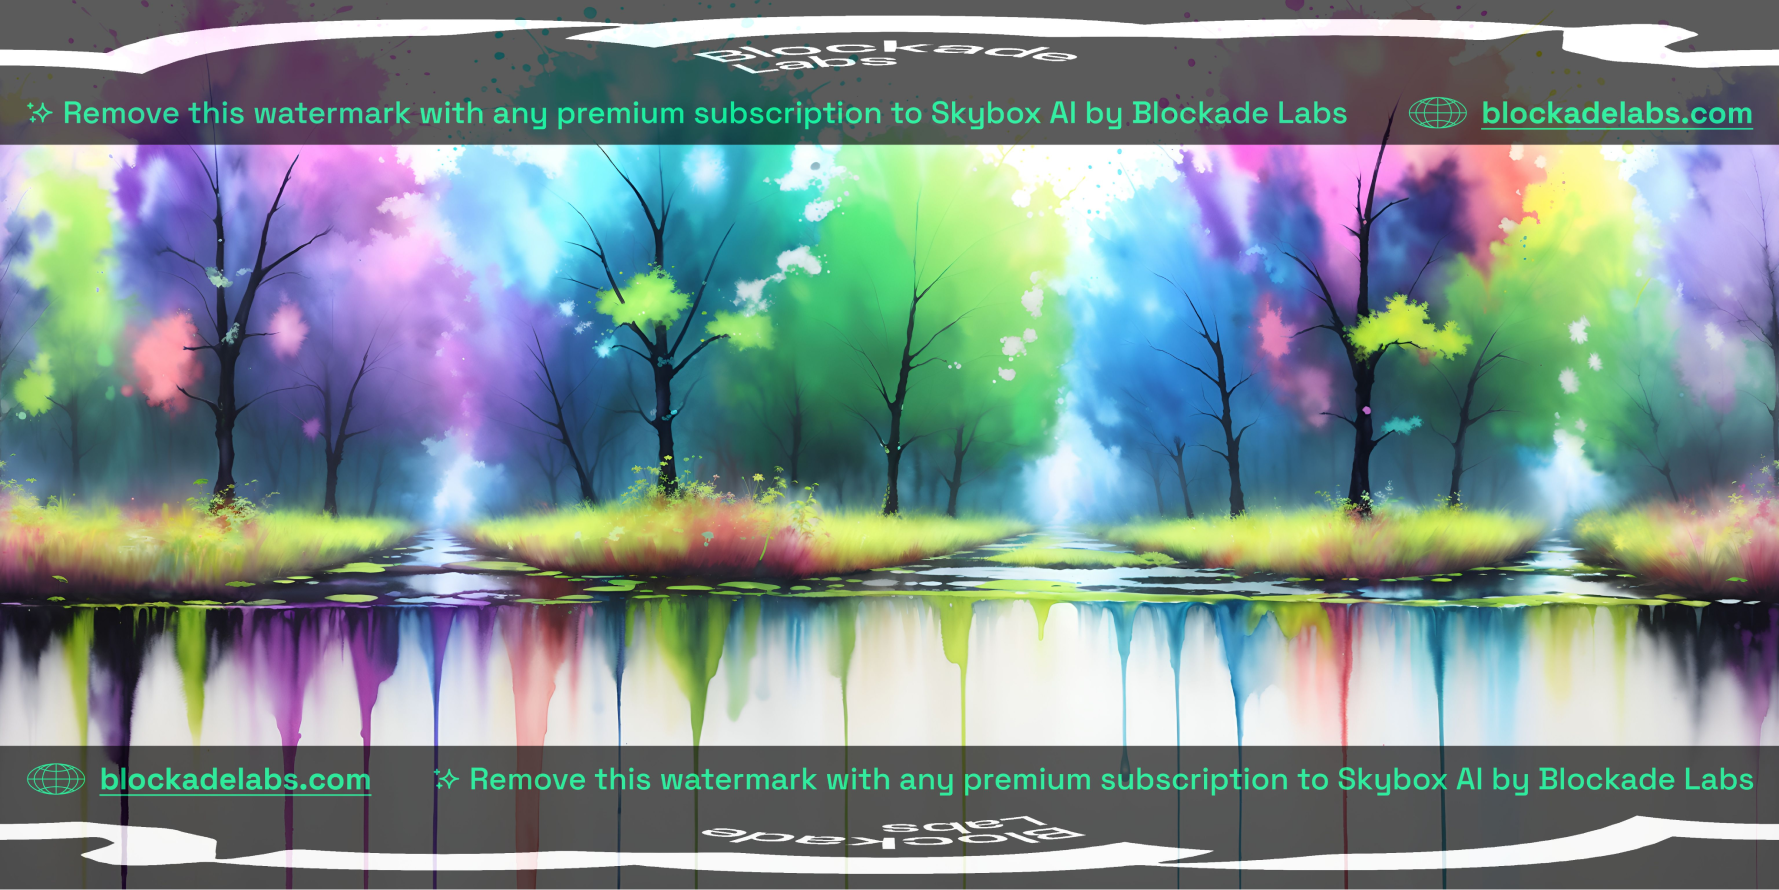 Blockade
Labs
Remove this watermark with any premium subscription to Skybox AI by Blockade Labs
blockadelabs.com
blockadelabs.com
Remove this watermark with any premium subscription to Skybox AI by Blockade Labs
Blockade
Labs